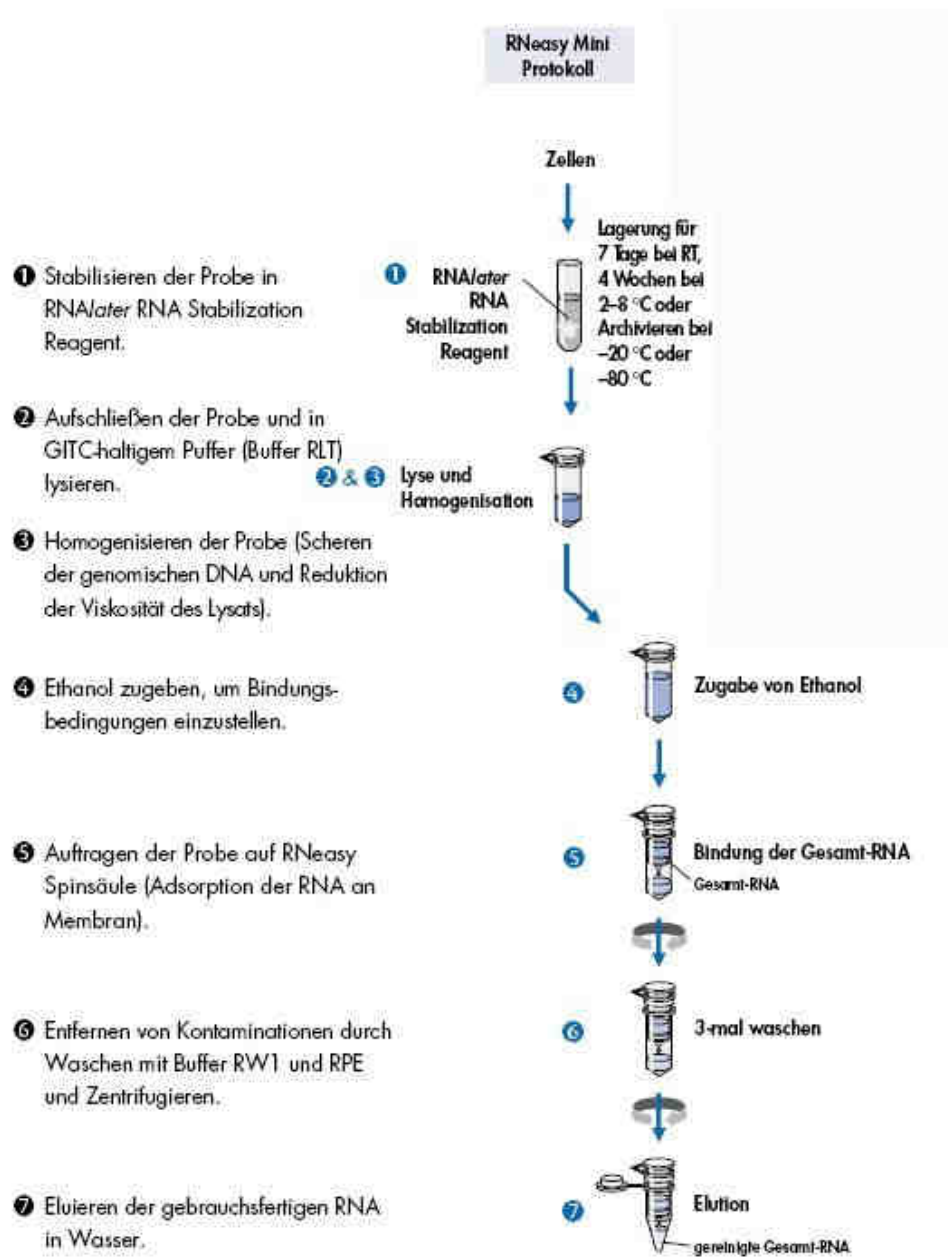 RNeasy Mini
Protokoll
Zellen
❶ Stabilisieren der Probe in
RNAlater RNA Stabilization
Reagent.
❶ RNAlater
RNA
Stabilization
Reagent
Lagerung für
7 Tage bei RT,
4 Wochen bei
2–8 °C oder
Archivieren bei
–20 °C oder
–80 °C
❷ Aufschließen der Probe und in
GITC-haltigem Puffer (Buffer RLT)
lysieren.
❷ & ❸ Lyse und
Homogenisation
❸ Homogenisieren der Probe (Scheren
der genomischen DNA und Reduktion
der Viskosität des Lysats).
❹ Ethanol zugeben, um Bindungs-
bedingungen einzustellen.
❹ Zugabe von Ethanol
❺ Auftragen der Probe auf RNeasy
Spinsäule (Adsorption der RNA an
Membran).
❺ Bindung der Gesamt-RNA
Gesamt-RNA
❻ Entfernen von Kontaminationen durch
Waschen mit Buffer RW1 und RPE
und Zentrifugieren.
❻ 3-mal waschen
❼ Eluieren der gebrauchsfertigen RNA
in Wasser.
❼ Elution
gereinigte Gesamt-RNA